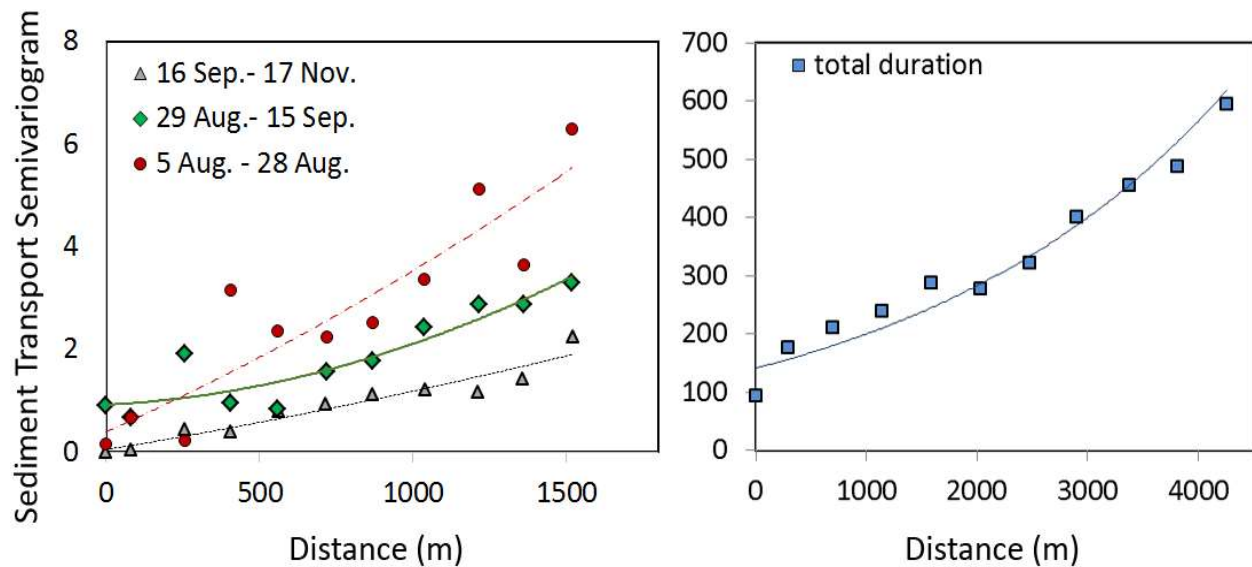 Sediment Transport Semivariogram
8
6
4
2
0
16 Sep.- 17 Nov.
29 Aug.- 15 Sep.
5 Aug. - 28 Aug.
0 500 1000 1500
Distance (m)
700
600
500
400
300
200
100
0
total duration
0 1000 2000 3000 4000
Distance (m)